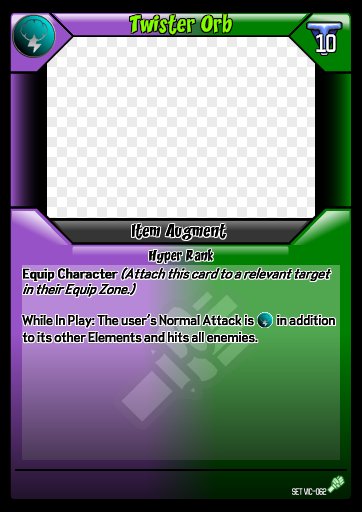 Twister Orb
10
Item Augment
Hyper Rank
Equip Character (Attach this card to a relevant target
in their Equip Zone.)
While In Play: The user's Normal Attack is in addition
to its other Elements and hits all enemies.
SET VIC-062